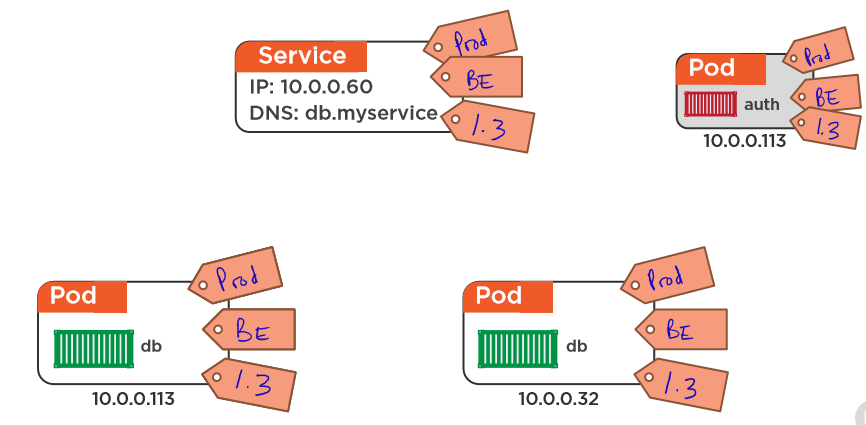 Service
IP: 10.0.0.60
DNS: db.myservice
Prod
BE
1.3
Pod
auth
10.0.0.113
Prod
BE
1.3
Pod
db
10.0.0.113
Prod
BE
1.3
Pod
db
10.0.0.32
Prod
BE
1.3